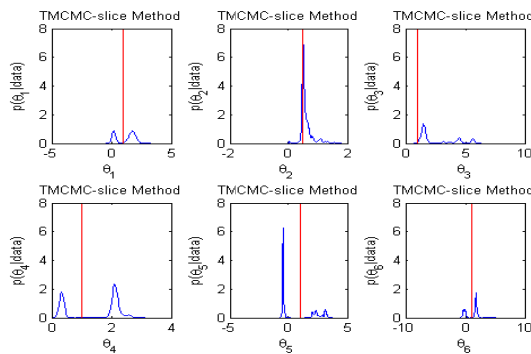 TMCMC-slice Method TMCMC-slice Method TMCMC-slice Method
8 8 8
6 6 6
4 4 4
2 2 2
0 0 0
p(θ1|data) p(θ2|data) p(θ3|data)
-5 0 5 -2 0 2 0 5 10
θ1 θ2 θ3
TMCMC-slice Method TMCMC-slice Method TMCMC-slice Method
8 8 8
6 6 6
4 4 4
2 2 2
0 0 0
p(θ4|data) p(θ5|data) p(θ6|data)
0 2 4 -5 0 5 -10 0 10
θ4 θ5 θ6